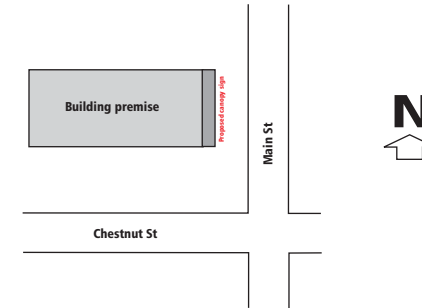 Building premise
Proposed canopy sign
Main St
N
Chestnut St